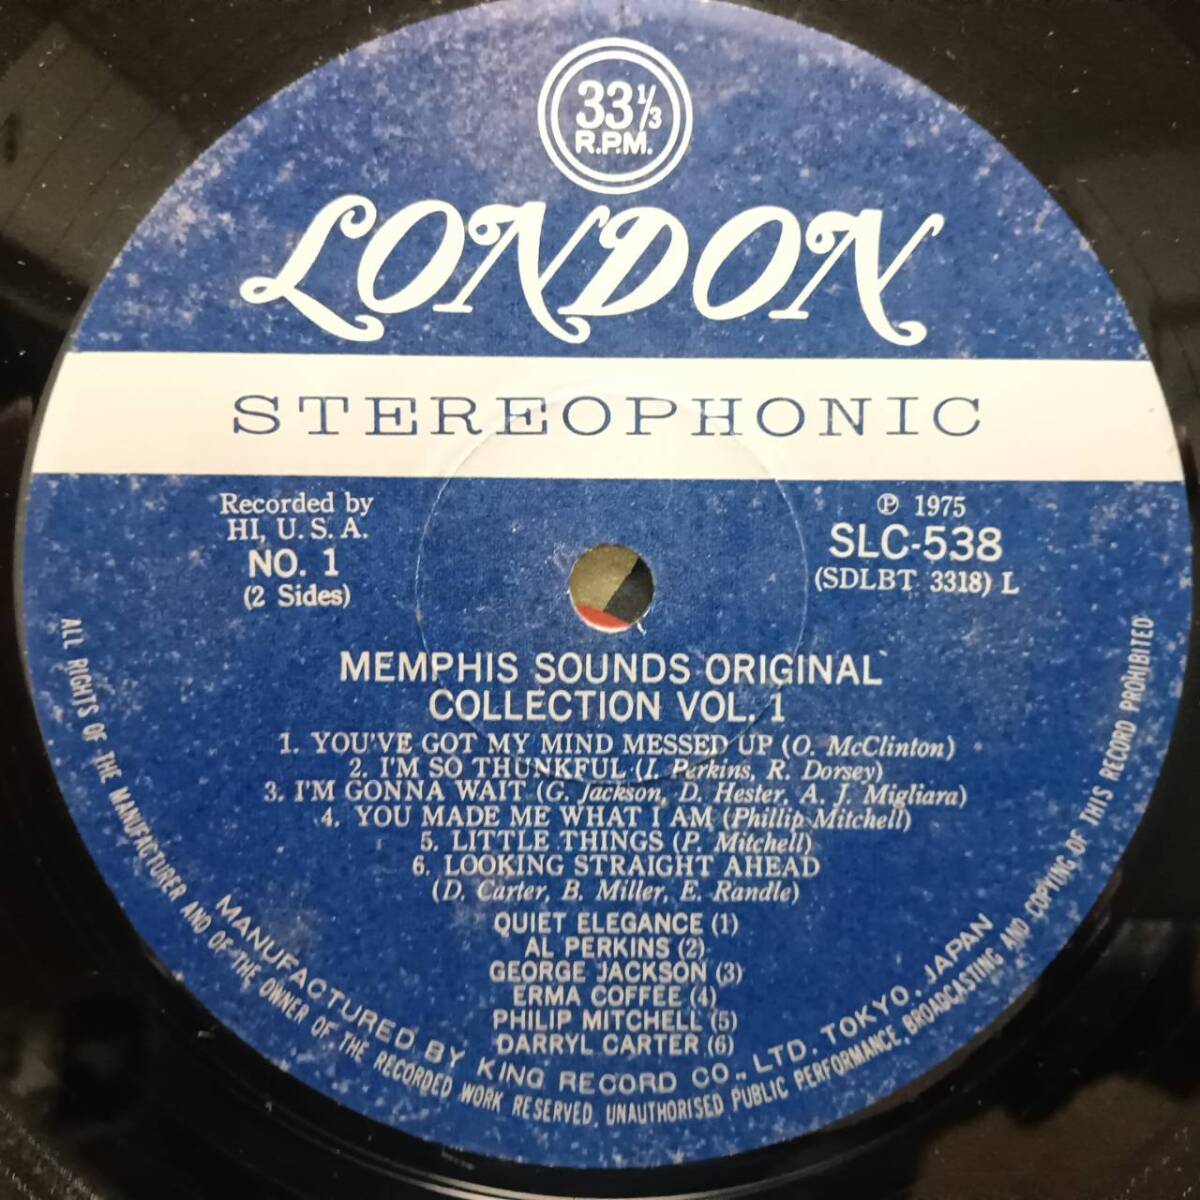 33⅓
R.P.M.
LONDON
STEREOPHONIC
Recorded by
HI, U. S. A.
NO. 1
(2 Sides)
℗ 1975
SLC-538
(SDLBT 3318) L
MEMPHIS SOUNDS ORIGINAL
COLLECTION VOL. 1
1. YOU'VE GOT MY MIND MESSED UP (O. McClinton)
2. I'M SO THUNKFUL (I. Perkins, R. Dorsey)
3. I'M GONNA WAIT (G. Jackson, D. Hester, A. J. Migliara)
4. YOU MADE ME WHAT I AM (Phillip Mitchell)
5. LITTLE THINGS (P. Mitchell)
6. LOOKING STRAIGHT AHEAD
(D. Carter, B. Miller, E. Randle)
QUIET ELEGANCE (1)
AL PERKINS (2)
GEORGE JACKSON (3)
ERMA COFFEE (4)
PHILIP MITCHELL (5)
DARRYL CARTER (6)
MANUFACTURED BY KING RECORD CO., LTD. TOKYO. JAPAN
ALL RIGHTS OF THE MANUFACTURER AND OF THE OWNER OF THE RECORDED WORK RESERVED. UNAUTHORISED PUBLIC PERFORMANCE, BROADCASTING AND COPYING OF THIS RECORD PROHIBITED